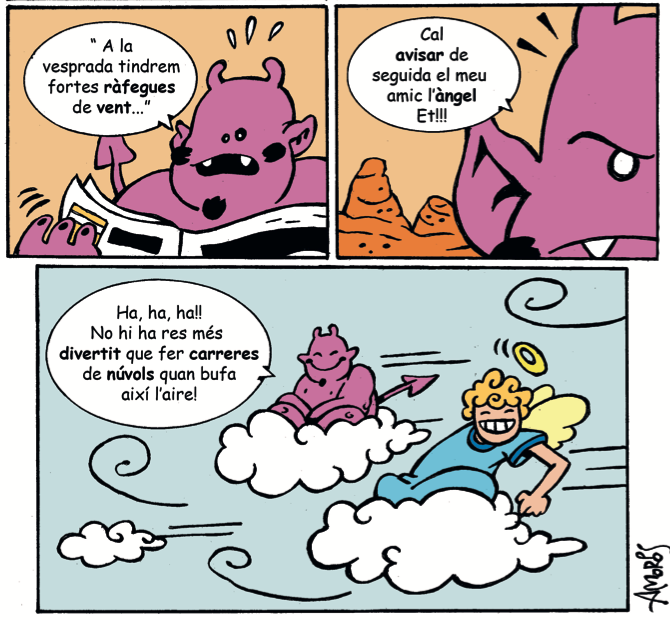 “ A la
vesprada tindrem
fortes ràfegues
de vent...”
Cal
avisar de
seguida el meu
amic l’àngel
Et!!!
Ha, ha, ha!!
No hi ha res més
divertit que fer carreres
de núvols quan bufa
així l’aire!
AMORÓS